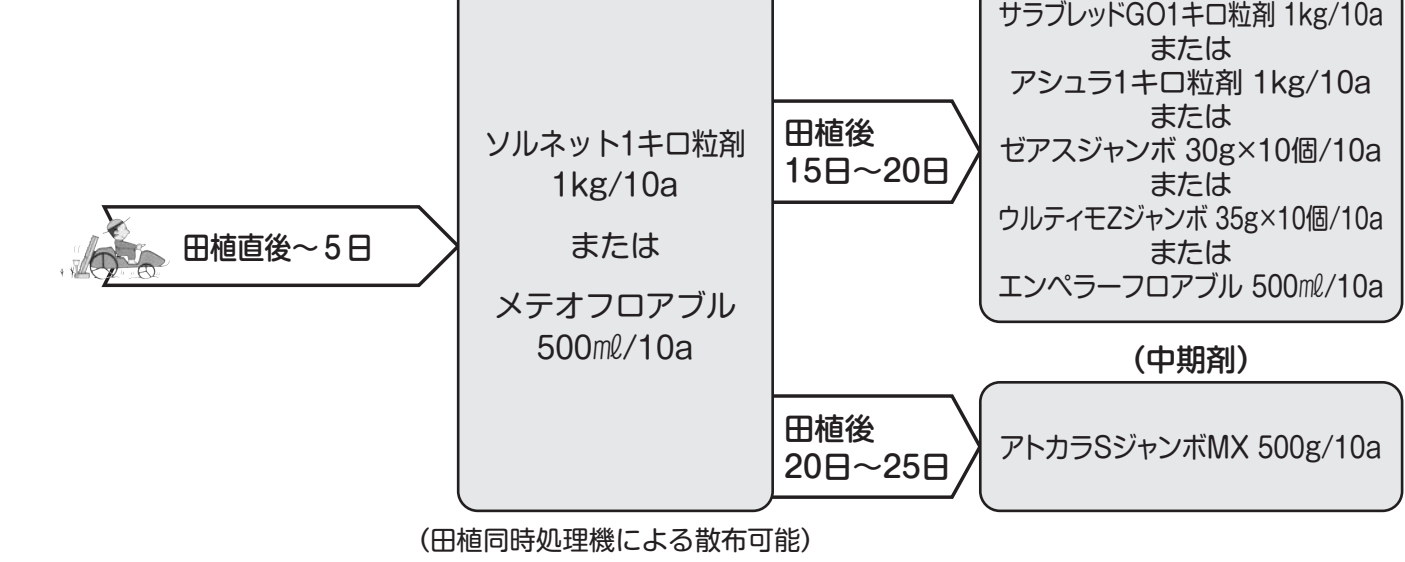 田植直後～5日
ソルネット1キロ粒剤
1kg/10a
または
メテオフロアブル
500㎖/10a
(田植同時処理機による散布可能)
田植後
15日～20日
サラブレッドGO1キロ粒剤 1kg/10a
または
アシュラ1キロ粒剤 1kg/10a
または
ゼアスジャンボ 30g×10個/10a
または
ウルティモZジャンボ 35g×10個/10a
または
エンペラーフロアブル 500㎖/10a
田植後
20日～25日
(中期剤)
アトカラSジャンボMX 500g/10a